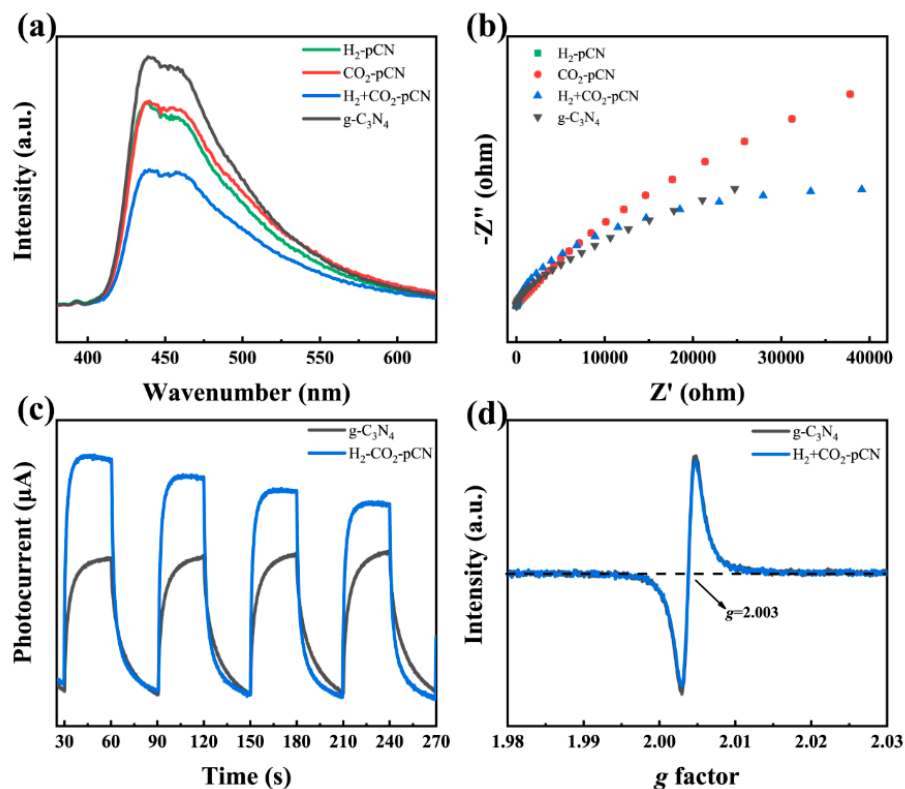 (a)
H₂-pCN
CO₂-pCN
H₂+CO₂-pCN
g-C₃N₄
Intensity (a.u.)
400 450 500 550 600
Wavenumber (nm)
(b)
H₂-pCN
CO₂-pCN
H₂+CO₂-pCN
g-C₃N₄
-Z" (ohm)
0 10000 20000 30000 40000
Z' (ohm)
(c)
g-C₃N₄
H₂-CO₂-pCN
Photocurrent (μA)
30 60 90 120 150 180 210 240 270
Time (s)
(d)
g-C₃N₄
H₂+CO₂-pCN
Intensity (a.u.)
g=2.003
1.98 1.99 2.00 2.01 2.02 2.03
g factor